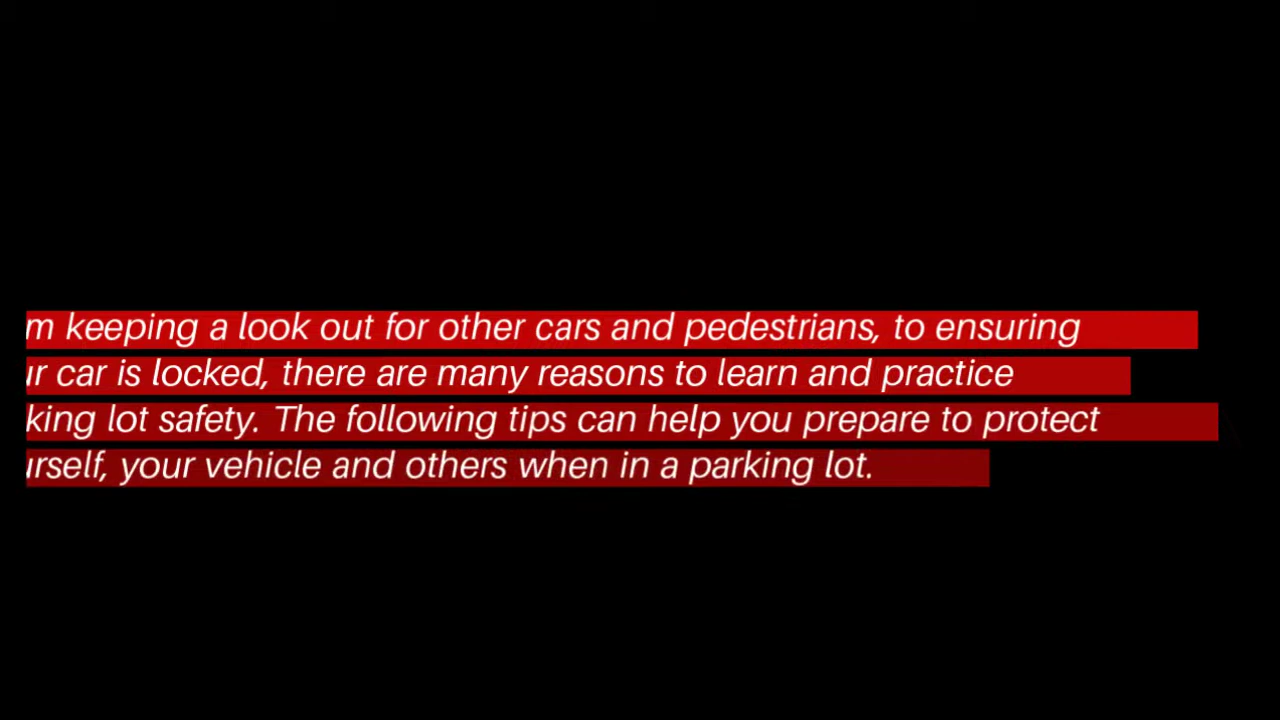 m keeping a look out for other cars and pedestrians, to ensuring
ur car is locked, there are many reasons to learn and practice
king lot safety. The following tips can help you prepare to protect
urself, your vehicle and others when in a parking lot.